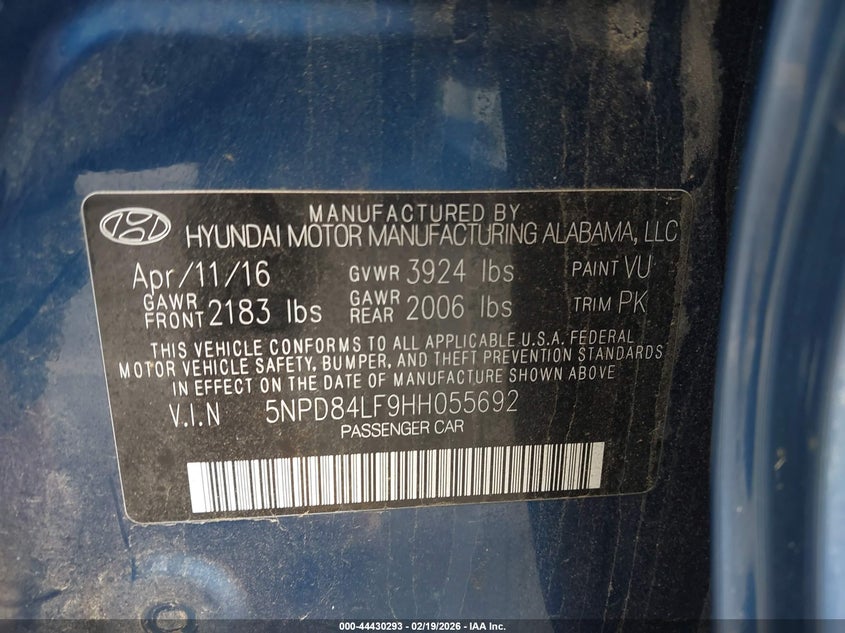 MANUFACTURED BY
HYUNDAI MOTOR MANUFACTURING ALABAMA, LLC
Apr/11/16 GVWR 3924 lbs PAINT VU
GAWR FRONT 2183 lbs GAWR REAR 2006 lbs TRIM PK
THIS VEHICLE CONFORMS TO ALL APPLICABLE U.S.A. FEDERAL
MOTOR VEHICLE SAFETY, BUMPER, AND THEFT PREVENTION STANDARDS
IN EFFECT ON THE DATE OF MANUFACTURE SHOWN ABOVE
V.I.N 5NPD84LF9HH055692
PASSENGER CAR
000-44430293 - 02/19/2026 - IAA Inc.